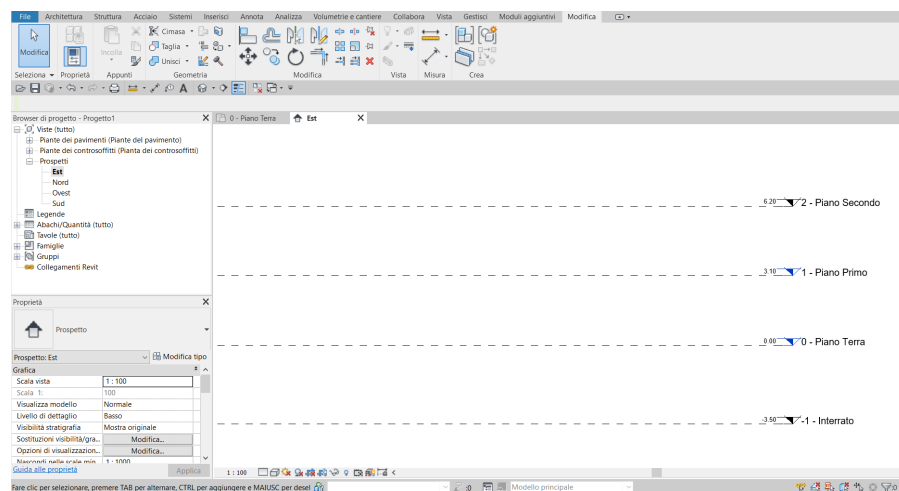 File Architettura Struttura Acciaio Sistemi Inserisci Annota Analizza Volumetrie e cantiere Collabora Vista Gestisci Moduli aggiuntivi Modifica
Cimasa
Taglia
Unisci
Modifica
Incolla
Seleziona Proprietà Appunti Geometria Modifica Vista Misura Crea
Browser di progetto - Progetto1
0 - Piano Terra Est
Viste (tutto)
Piante dei pavimenti (Piante del pavimento)
Piante dei controsoffitti (Pianta dei controsoffitti)
Prospetti
Est
Nord
Ovest
Sud
Legende
Abachi/Quantità (tutto)
Tavole (tutto)
Famiglie
Gruppi
Collegamenti Revit
6.20 2 - Piano Secondo
3.10 1 - Piano Primo
0.00 0 - Piano Terra
-3.50 -1 - Interrato
Proprietà
Prospetto
Prospetto: Est Modifica tipo
Grafica
Scala vista 1 : 100
Scala 1: 100
Visualizza modello Normale
Livello di dettaglio Basso
Visibilità stratigrafia Mostra originale
Sostituzioni visibilità/gra... Modifica...
Opzioni di visualizzazion... Modifica...
Nascondi nelle scale min... 1 : 1000
Guida alle proprietà Applica
1 : 100
Fare clic per selezionare, premere TAB per alternare, CTRL per aggiungere e MAIUSC per desel :0 Modello principale :0